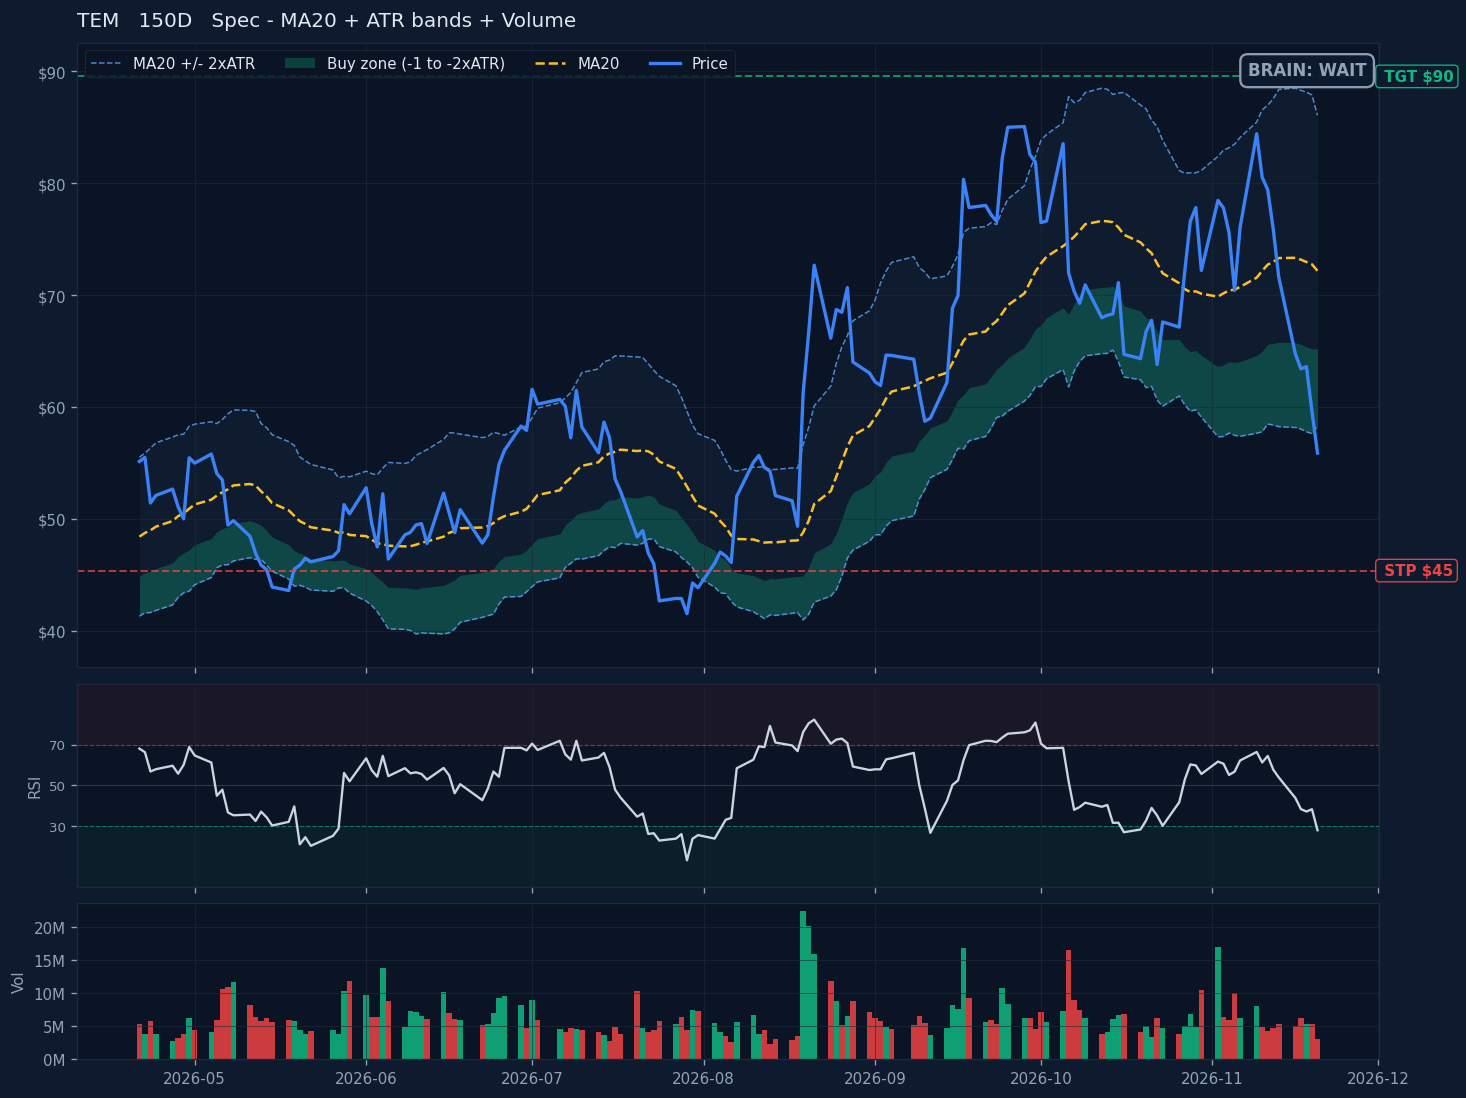 TEM   150D   Spec - MA20 + ATR bands + Volume
MA20 +/- 2xATR   Buy zone (-1 to -2xATR)   MA20   Price
BRAIN: WAIT
TGT $90
$90
$80
$70
$60
$50
STP $45
$40
RSI
70
50
30
Vol
20M
15M
10M
5M
0M
2026-05   2026-06   2026-07   2026-08   2026-09   2026-10   2026-11   2026-12